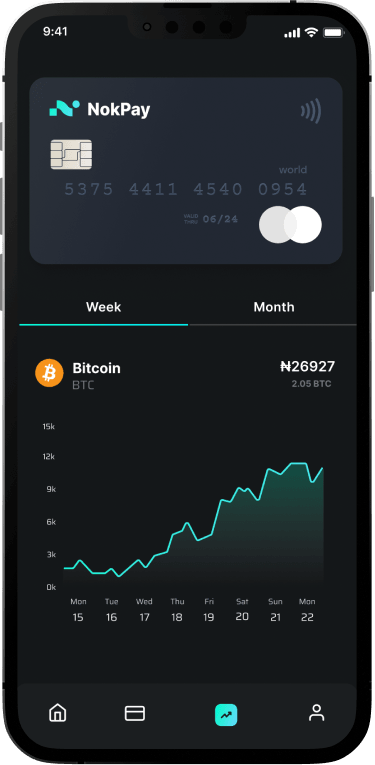 9:41
NokPay
world
5375 4411 4540 0954
VALID THRU 06/24
Week Month
Bitcoin ₦26927
BTC 2.05 BTC
15k
12k
9k
6k
3k
0k
Mon Tue Wed Thu Fri Sat Sun Mon
15 16 17 18 19 20 21 22